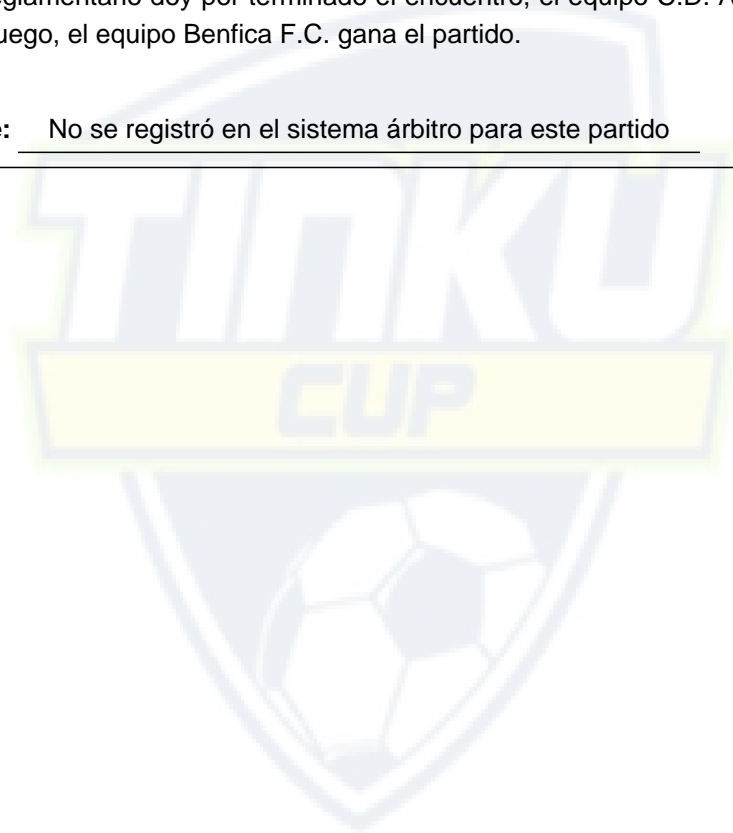 eglamentario doy por terminado el encuentro, el equipo C.D. A
uego, el equipo Benfica F.C. gana el partido.
e: No se registró en el sistema árbitro para este partido
TINKU
CUP